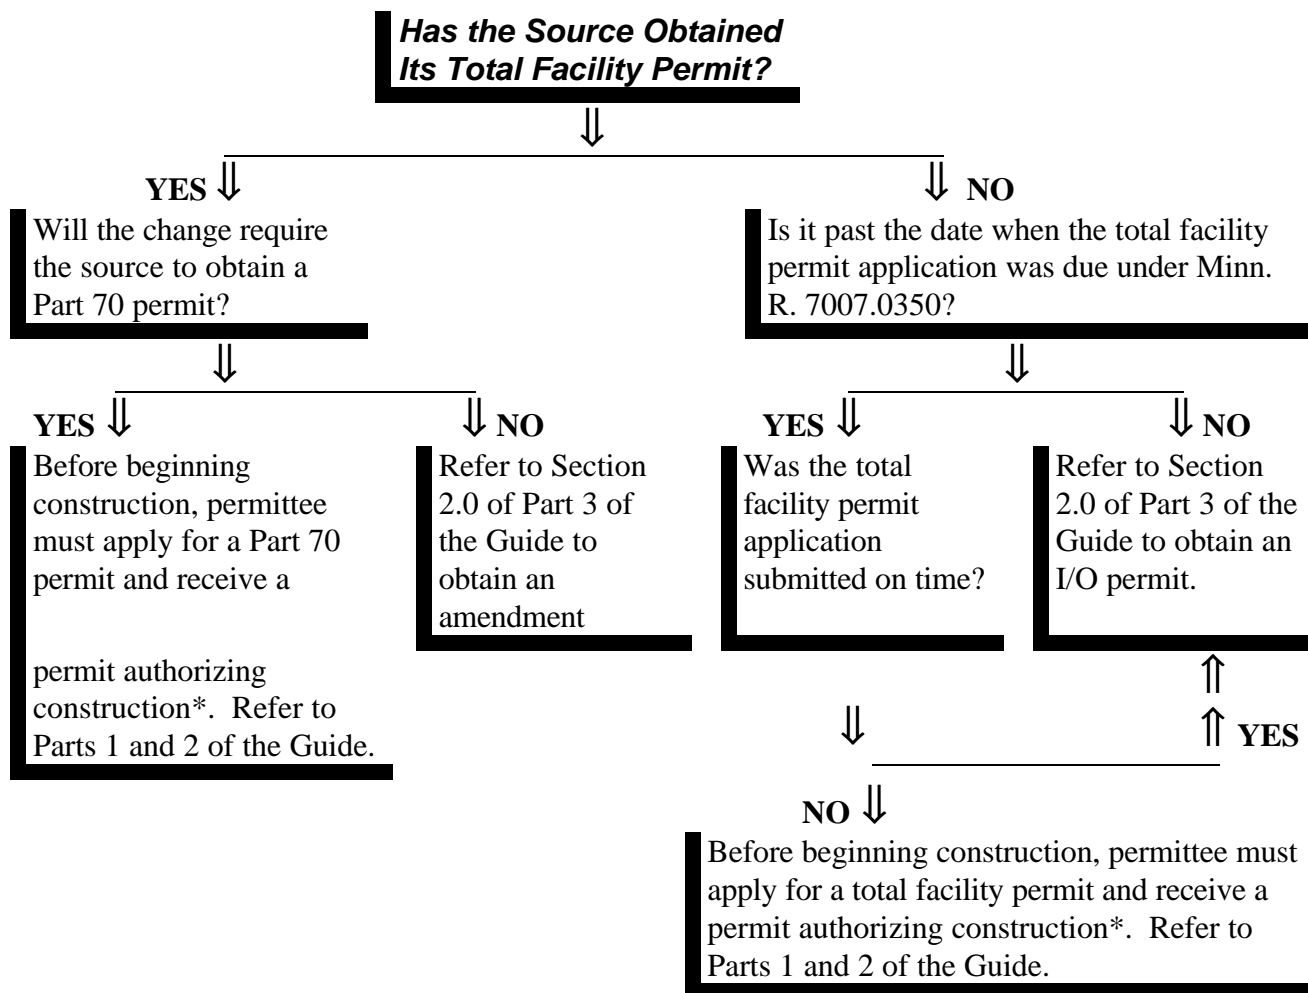 Has the Source Obtained
Its Total Facility Permit?
⇓
YES ⇓
⇓ NO
Will the change require
the source to obtain a
Part 70 permit?
Is it past the date when the total facility
permit application was due under Minn.
R. 7007.0350?
⇓
⇓
YES ⇓
⇓ NO
YES ⇓
⇓ NO
Before beginning
construction, permittee
must apply for a Part 70
permit and receive a
permit authorizing
construction*. Refer to
Parts 1 and 2 of the Guide.
Refer to Section
2.0 of Part 3 of
the Guide to
obtain an
amendment
Was the total
facility permit
application
submitted on time?
Refer to Section
2.0 of Part 3 of the
Guide to obtain an
I/O permit.
⇑
⇓
⇑ YES
NO ⇓
Before beginning construction, permittee must
apply for a total facility permit and receive a
permit authorizing construction*. Refer to
Parts 1 and 2 of the Guide.